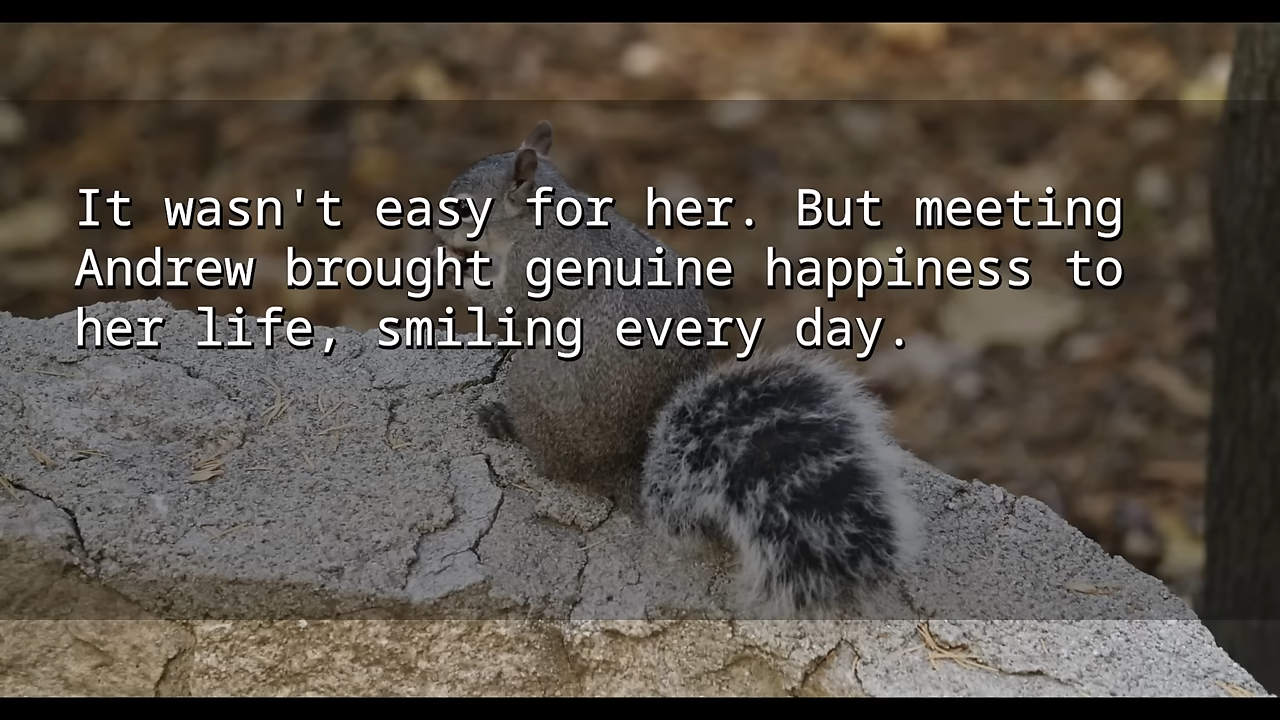 It wasn't easy for her. But meeting
Andrew brought genuine happiness to
her life, smiling every day.